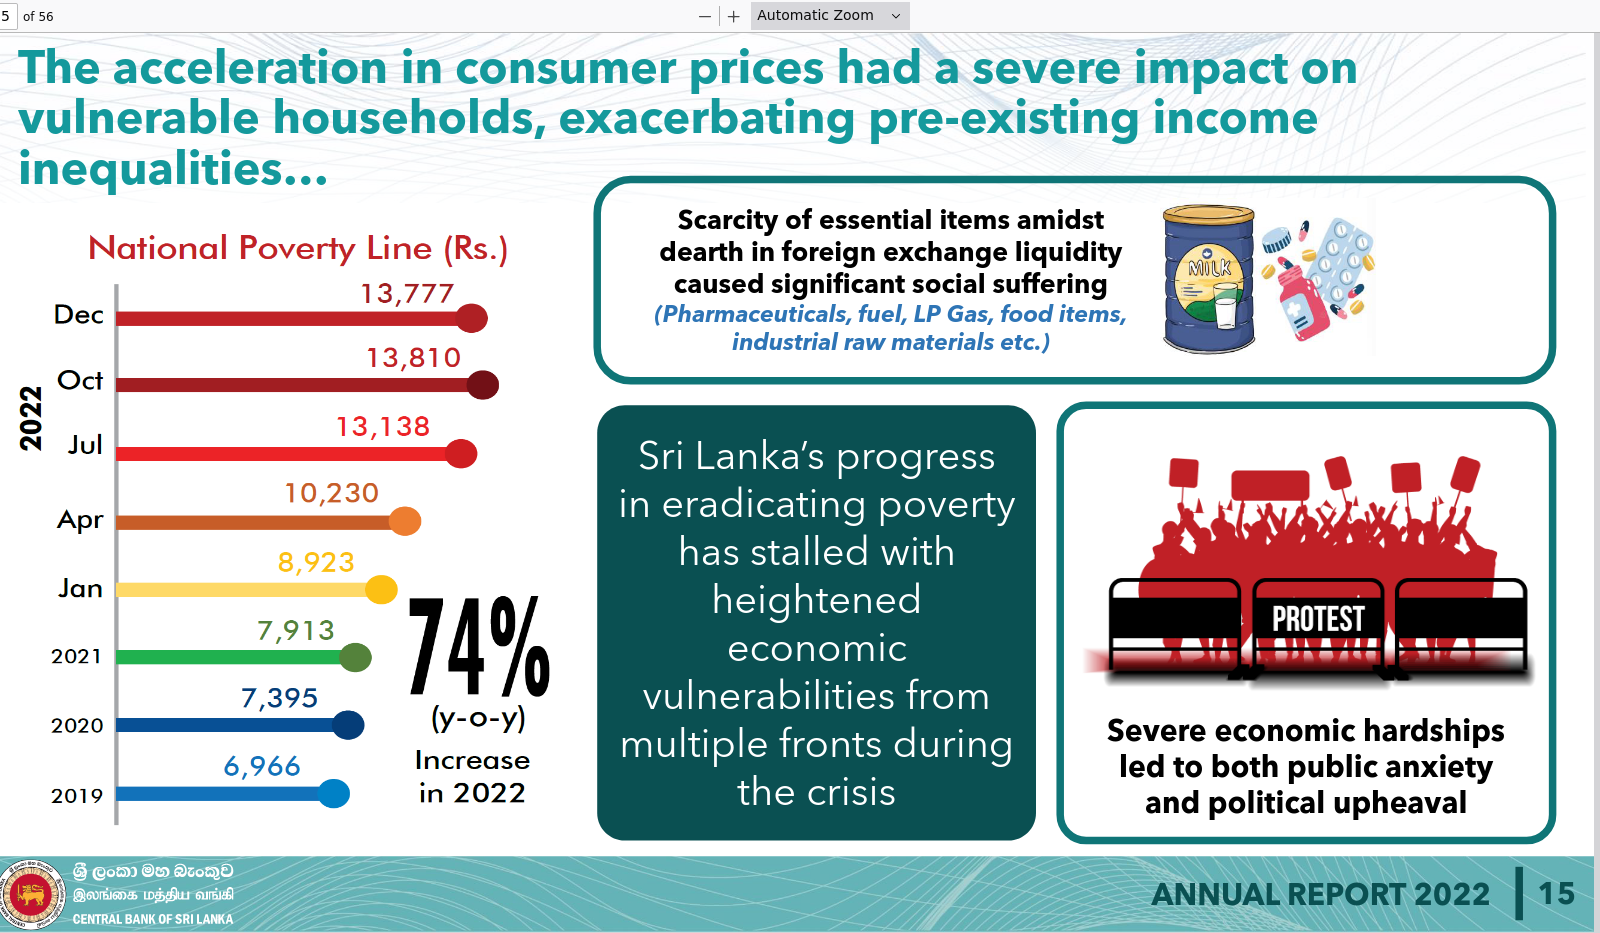 5 of 56
Automatic Zoom
The acceleration in consumer prices had a severe impact on
vulnerable households, exacerbating pre-existing income
inequalities...
National Poverty Line (Rs.)
2022
Dec 13,777
Oct 13,810
Jul 13,138
Apr 10,230
Jan 8,923
2021 7,913
2020 7,395
2019 6,966
74%
(y-o-y)
Increase
in 2022
Scarcity of essential items amidst
dearth in foreign exchange liquidity
caused significant social suffering
(Pharmaceuticals, fuel, LP Gas, food items,
industrial raw materials etc.)
MILK
Sri Lanka’s progress
in eradicating poverty
has stalled with
heightened
economic
vulnerabilities from
multiple fronts during
the crisis
PROTEST
Severe economic hardships
led to both public anxiety
and political upheaval
ශ්‍රී ලංකා මහ බැංකුව
இலங்கை மத்திய வங்கி
CENTRAL BANK OF SRI LANKA
ANNUAL REPORT 2022 15